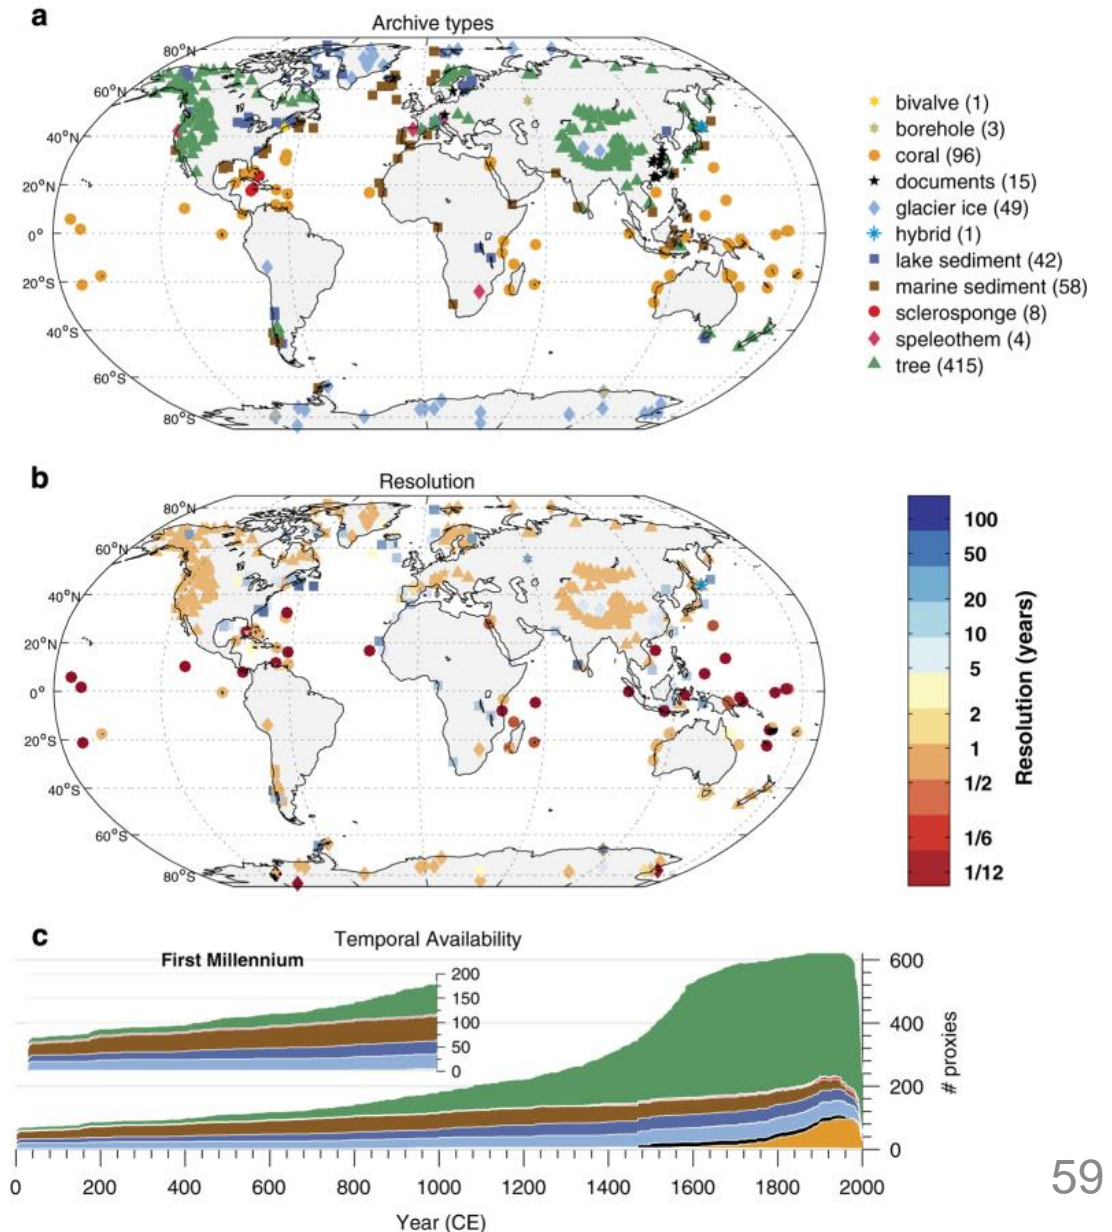 a
Archive types
80°N
60°N
40°N
20°N
0°
20°S
40°S
60°S
80°S
bivalve (1)
borehole (3)
coral (96)
documents (15)
glacier ice (49)
hybrid (1)
lake sediment (42)
marine sediment (58)
sclerosponge (8)
speleothem (4)
tree (415)
b
Resolution
80°N
60°N
40°N
20°N
0°
20°S
40°S
60°S
80°S
100
50
20
10
5
2
1
1/2
1/6
1/12
Resolution (years)
c
Temporal Availability
First Millennium
200
150
100
50
0
600
400
200
0
# proxies
0 200 400 600 800 1000 1200 1400 1600 1800 2000
Year (CE)
59